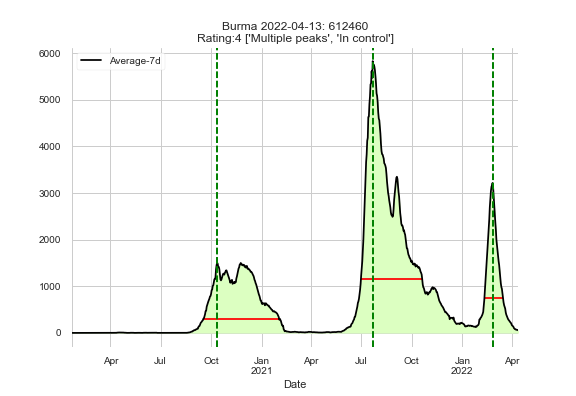 Burma 2022-04-13: 612460
Rating:4 ['Multiple peaks', 'In control']
Average-7d
6000
5000
4000
3000
2000
1000
0
Apr
Jul
Oct
Jan
2021
Apr
Jul
Oct
Jan
2022
Apr
Date